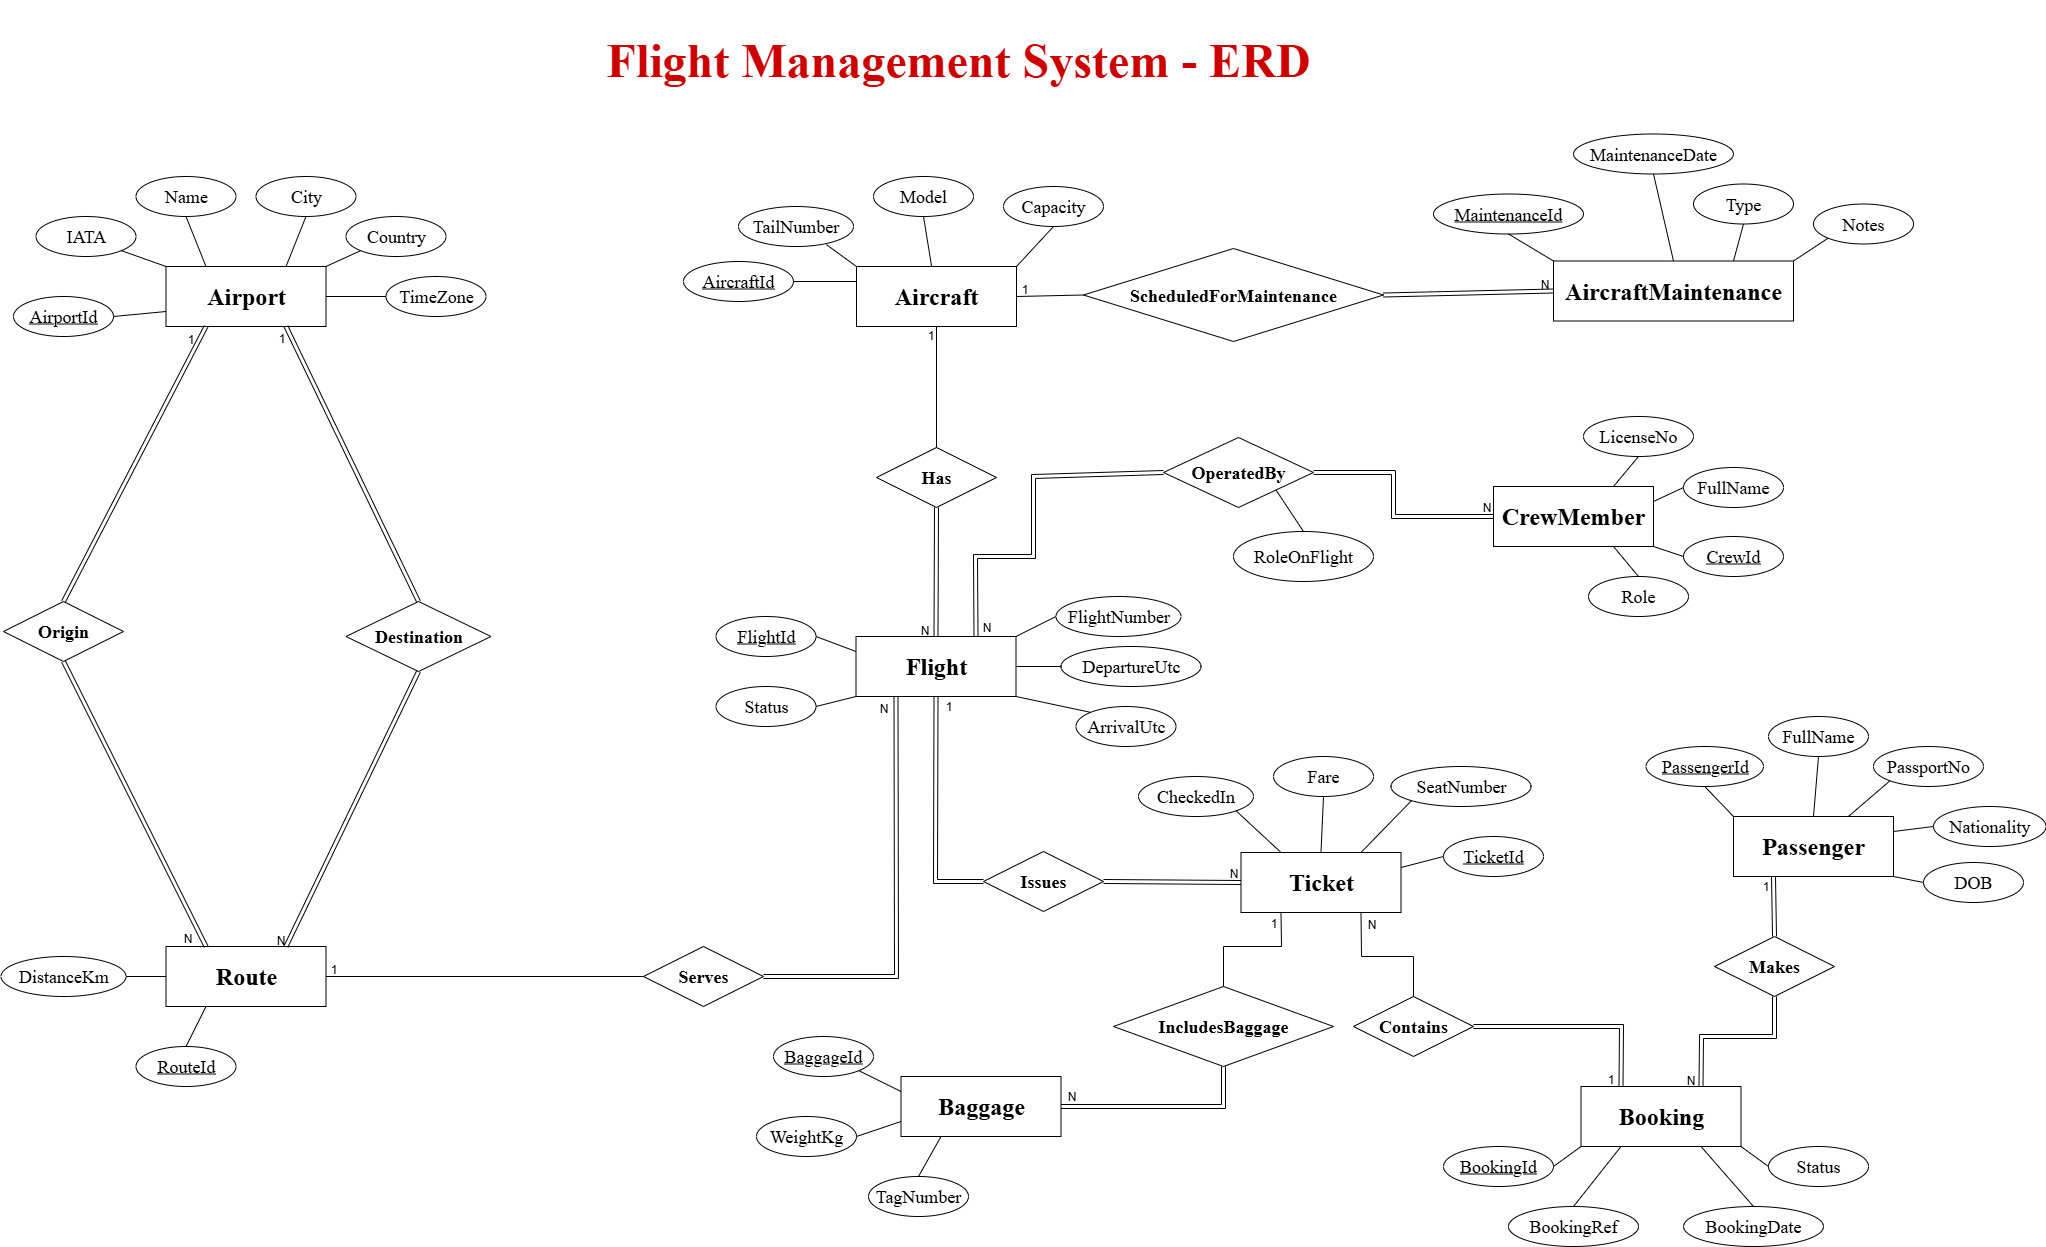 Flight Management System - ERD
MaintenanceDate
Name
City
Model
Capacity
MaintenanceId
Type
Notes
IATA
Country
TailNumber
AirportId
Airport
TimeZone
AircraftId
Aircraft
1
ScheduledForMaintenance
N
AircraftMaintenance
1
1
1
LicenseNo
Has
OperatedBy
FullName
N
CrewMember
RoleOnFlight
CrewId
Role
Origin
Destination
N
N
FlightNumber
FlightId
Flight
DepartureUtc
Status
N
1
ArrivalUtc
FullName
PassengerId
PassportNo
CheckedIn
Fare
SeatNumber
Nationality
Passenger
TicketId
Issues
N
Ticket
1
DOB
1
N
N
N
DistanceKm
Route
1
Serves
Makes
IncludesBaggage
Contains
BaggageId
RouteId
1
N
N
Baggage
Booking
WeightKg
BookingId
Status
TagNumber
BookingRef
BookingDate